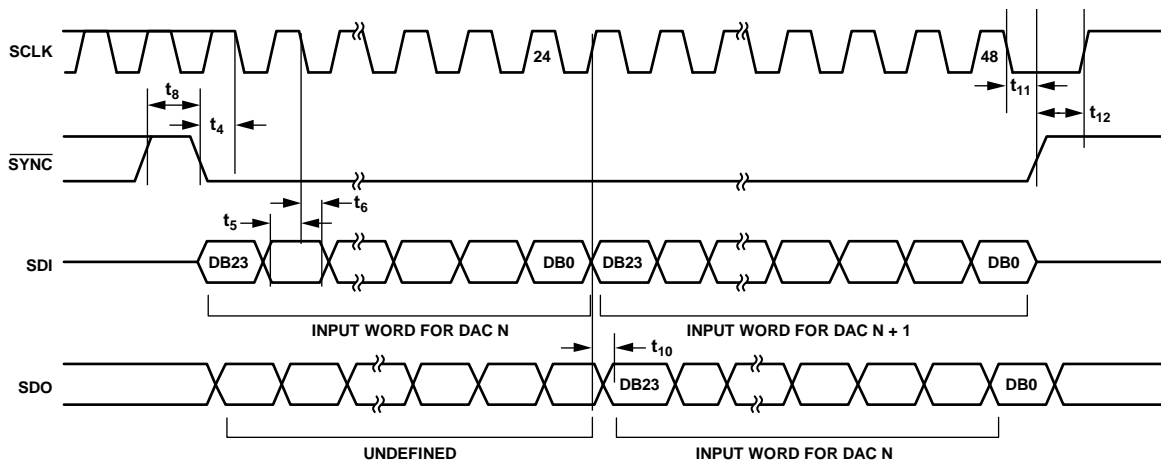 SCLK
24
48
t8
t4
t11
t12
SYNC
t5
t6
SDI
DB23
DB0
DB23
DB0
INPUT WORD FOR DAC N
INPUT WORD FOR DAC N + 1
t10
SDO
DB23
DB0
UNDEFINED
INPUT WORD FOR DAC N